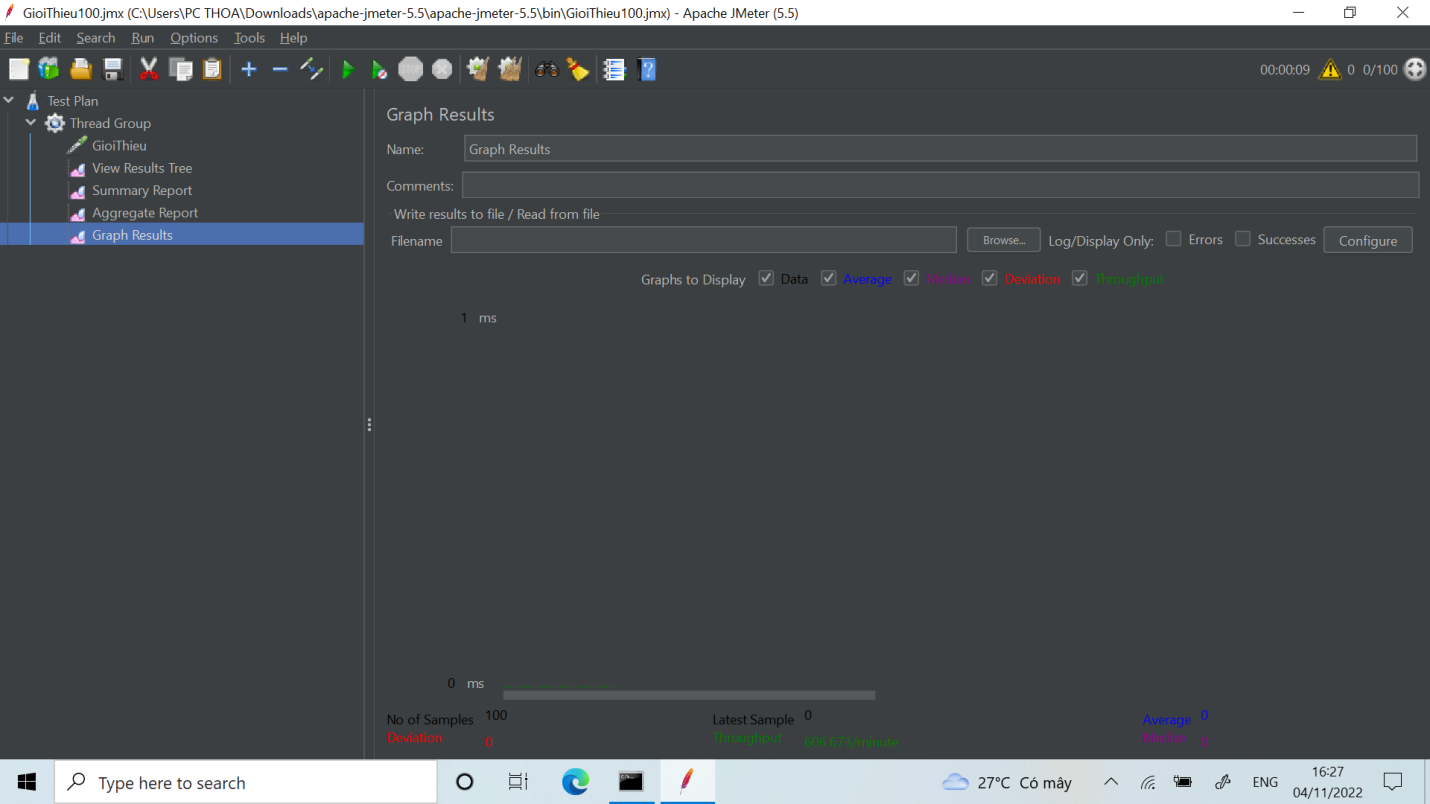 GioiThieu100.jmx (C:\Users\PC THOA\Downloads\apache-jmeter-5.5\apache-jmeter-5.5\bin\GioiThieu100.jmx) - Apache JMeter (5.5)
File Edit Search Run Options Tools Help
STOP 00:00:09 0 0/100
Test Plan
Thread Group
GioiThieu
View Results Tree
Summary Report
Aggregate Report
Graph Results
Graph Results
Name: Graph Results
Comments:
Write results to file / Read from file
Filename Browse... Log/Display Only: Errors Successes Configure
Graphs to Display Data Average Median Deviation Throughput
1 ms
0 ms
No of Samples 100 Latest Sample 0 Average 0
Deviation 0 Throughput 606,673/minute Median 0
Type here to search 27°C Có mây ENG 16:27
04/11/2022